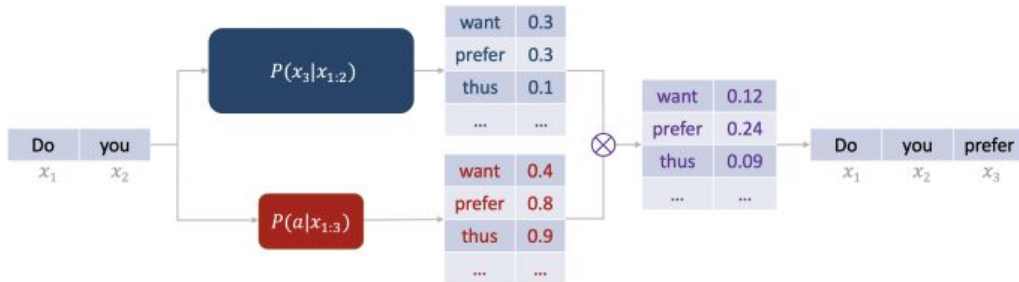 Do you
x₁ x₂
P(x₃|x₁:₂)
want 0.3
prefer 0.3
thus 0.1
... ...
P(a|x₁:₃)
want 0.4
prefer 0.8
thus 0.9
... ...
⊗
want 0.12
prefer 0.24
thus 0.09
... ...
Do you prefer
x₁ x₂ x₃